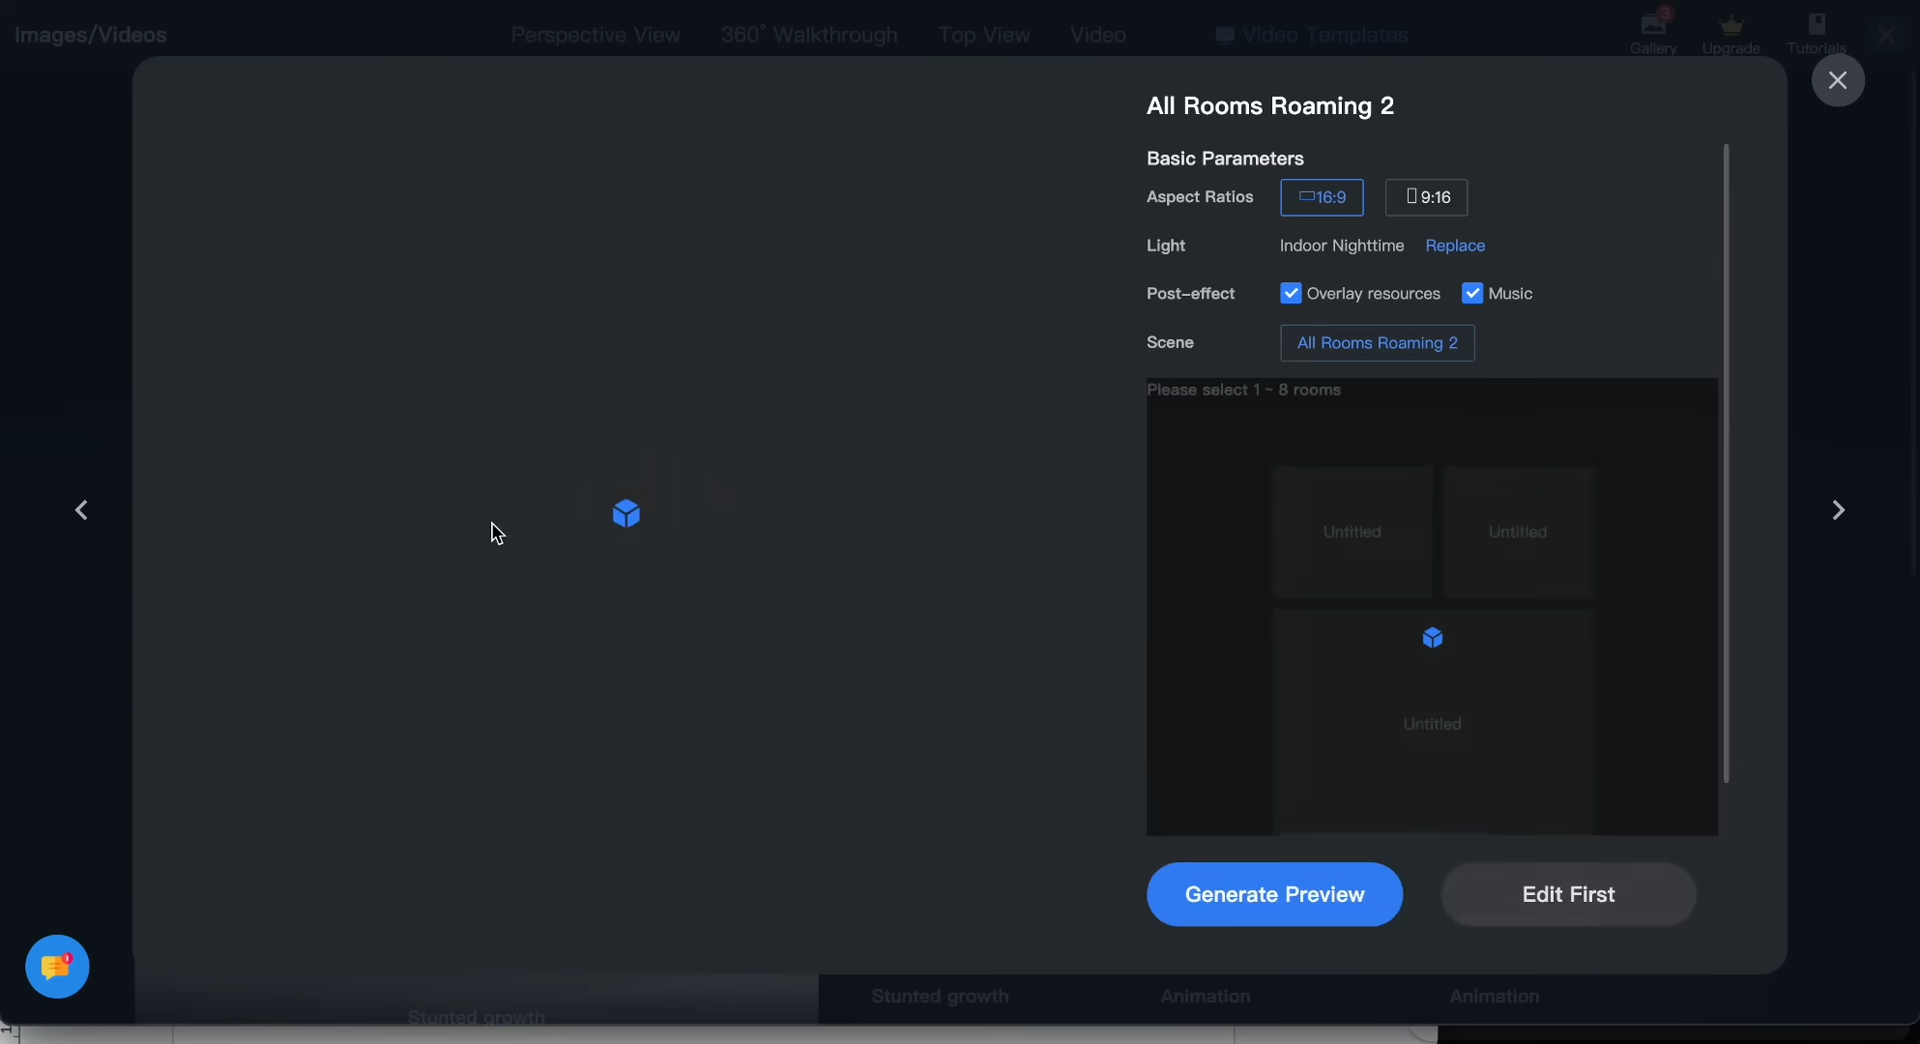 Images/Videos
Perspective View
360° Walkthrough
Top View
Video
Video Templates
3
Gallery
Upgrade
Tutorials
All Rooms Roaming 2
Basic Parameters
Aspect Ratios
16:9
9:16
Light
Indoor Nighttime
Replace
Post-effect
Overlay resources
Music
Scene
All Rooms Roaming 2
Please select 1 ~ 8 rooms
Untitled
Untitled
Untitled
Generate Preview
Edit First
Stunted growth
Stunted growth
Animation
Animation